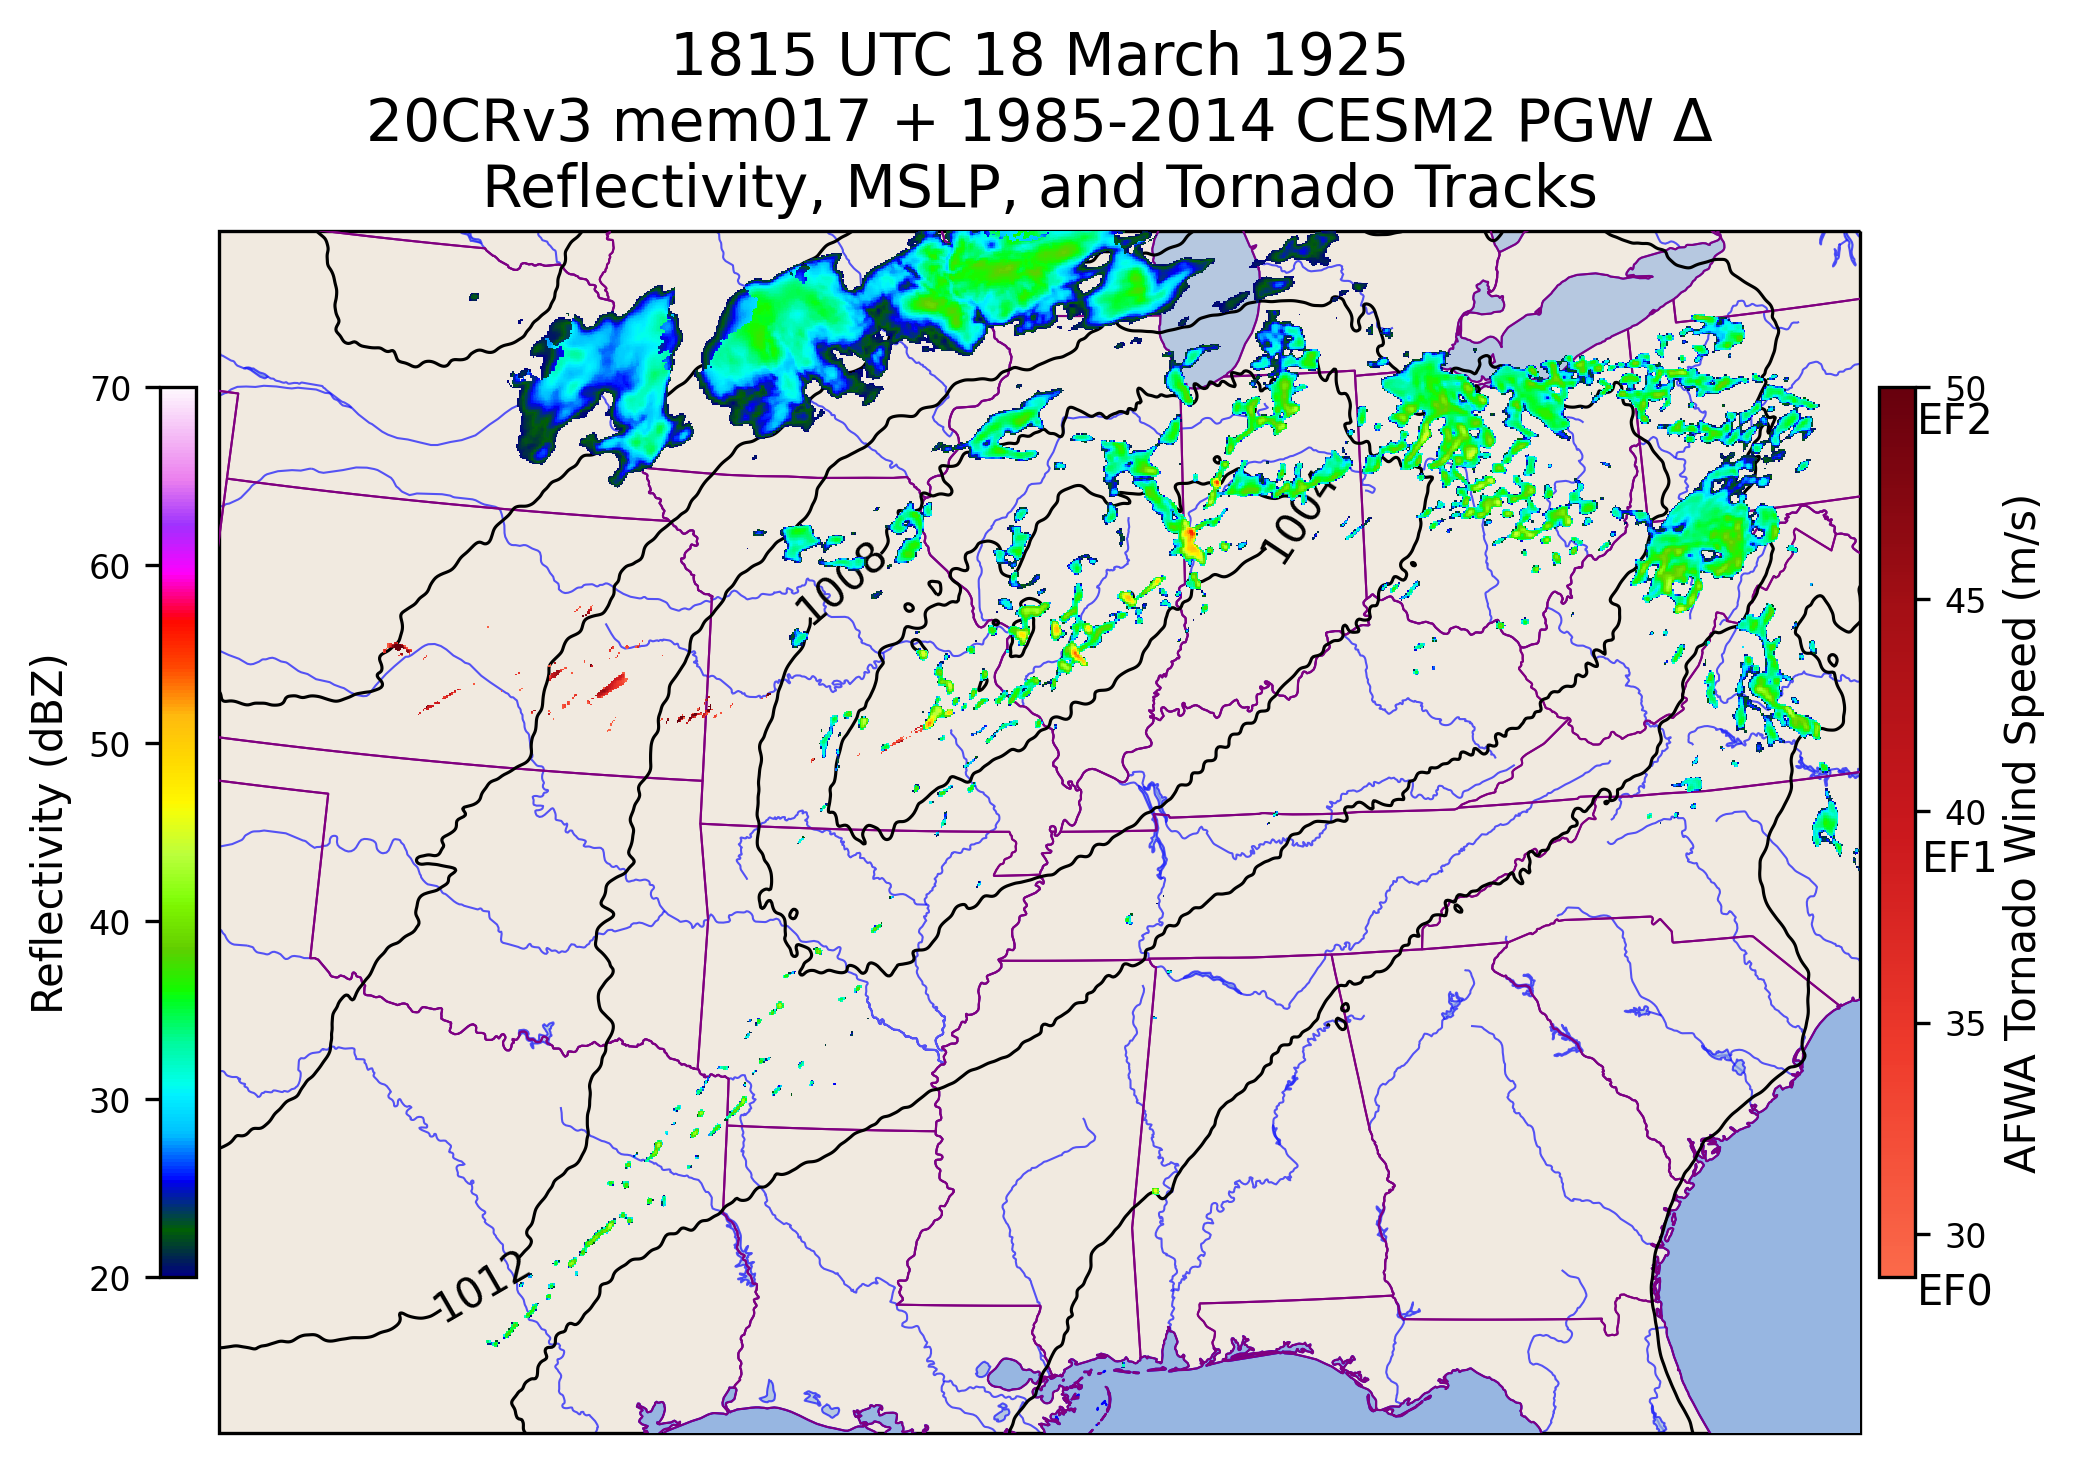 1815 UTC 18 March 1925
20CRv3 mem017 + 1985-2014 CESM2 PGW Δ
Reflectivity, MSLP, and Tornado Tracks
Reflectivity (dBZ)
70
60
50
40
30
20
1008
1004
1012
50
EF2
45
40
EF1
35
30
EF0
AFWA Tornado Wind Speed (m/s)